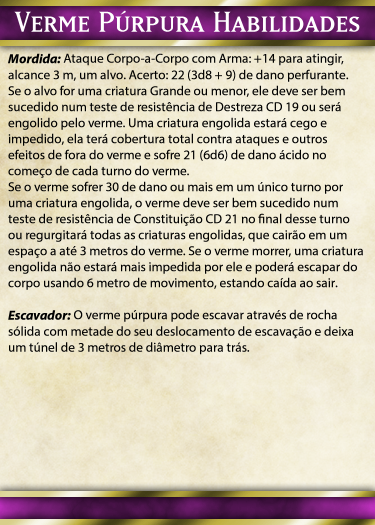 Verme Púrpura Habilidades
Mordida: Ataque Corpo-a-Corpo com Arma: +14 para atingir,
alcance 3 m, um alvo. Acerto: 22 (3d8 + 9) de dano perfurante.
Se o alvo for uma criatura Grande ou menor, ele deve ser bem
sucedido num teste de resistência de Destreza CD 19 ou será
engolido pelo verme. Uma criatura engolida estará cego e
impedido, ela terá cobertura total contra ataques e outros
efeitos de fora do verme e sofre 21 (6d6) de dano ácido no
começo de cada turno do verme.
Se o verme sofrer 30 de dano ou mais em um único turno por
uma criatura engolida, o verme deve ser bem sucedido num
teste de resistência de Constituição CD 21 no final desse turno
ou regurgitará todas as criaturas engolidas, que cairão em um
espaço a até 3 metros do verme. Se o verme morrer, uma criatura
engolida não estará mais impedida por ele e poderá escapar do
corpo usando 6 metro de movimento, estando caída ao sair.
Escavador: O verme púrpura pode escavar através de rocha
sólida com metade do seu deslocamento de escavação e deixa
um túnel de 3 metros de diâmetro para trás.